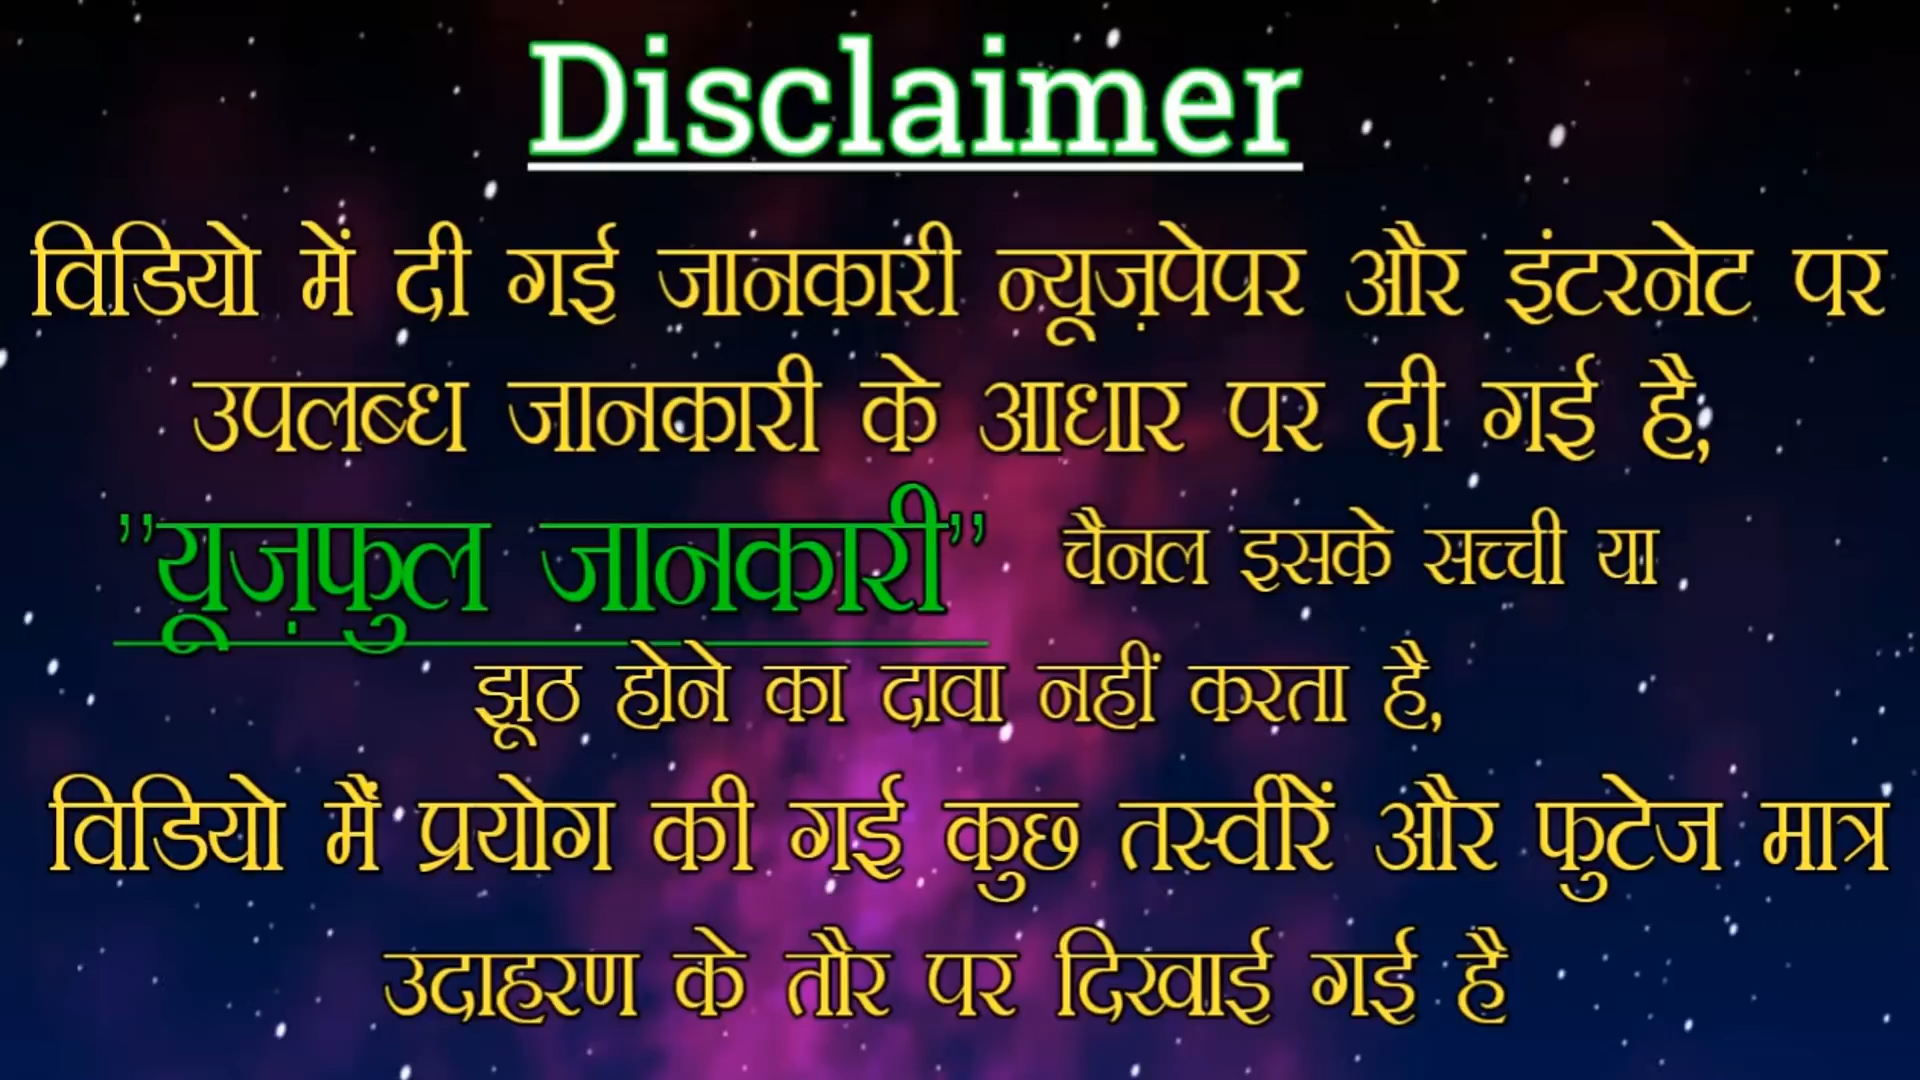 Disclaimer
विडियो में दी गई जानकारी न्यूज़पेपर और इंटरनेट पर
उपलब्ध जानकारी के आधार पर दी गई है,
”यूज़फुल जानकारी” चैनल इसके सच्ची या
झूठ होने का दावा नहीं करता है,
विडियो मैं प्रयोग की गई कुछ तस्वीरें और फुटेज मात्र
उदाहरण के तौर पर दिखाई गई है